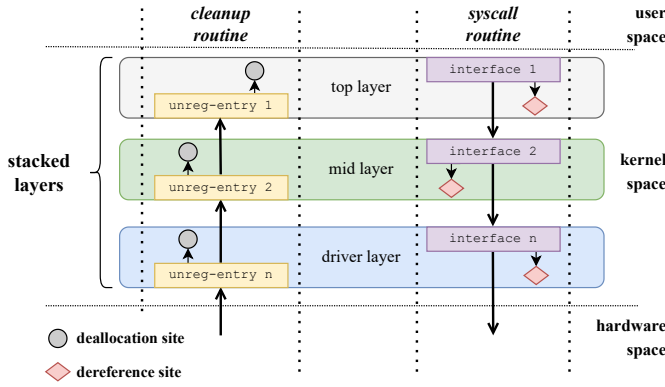 cleanup
routine
syscall
routine
user
space
interface 1
top layer
unreg-entry 1
stacked
layers
interface 2
mid layer
unreg-entry 2
kernel
space
interface n
driver layer
unreg-entry n
hardware
space
deallocation site
dereference site